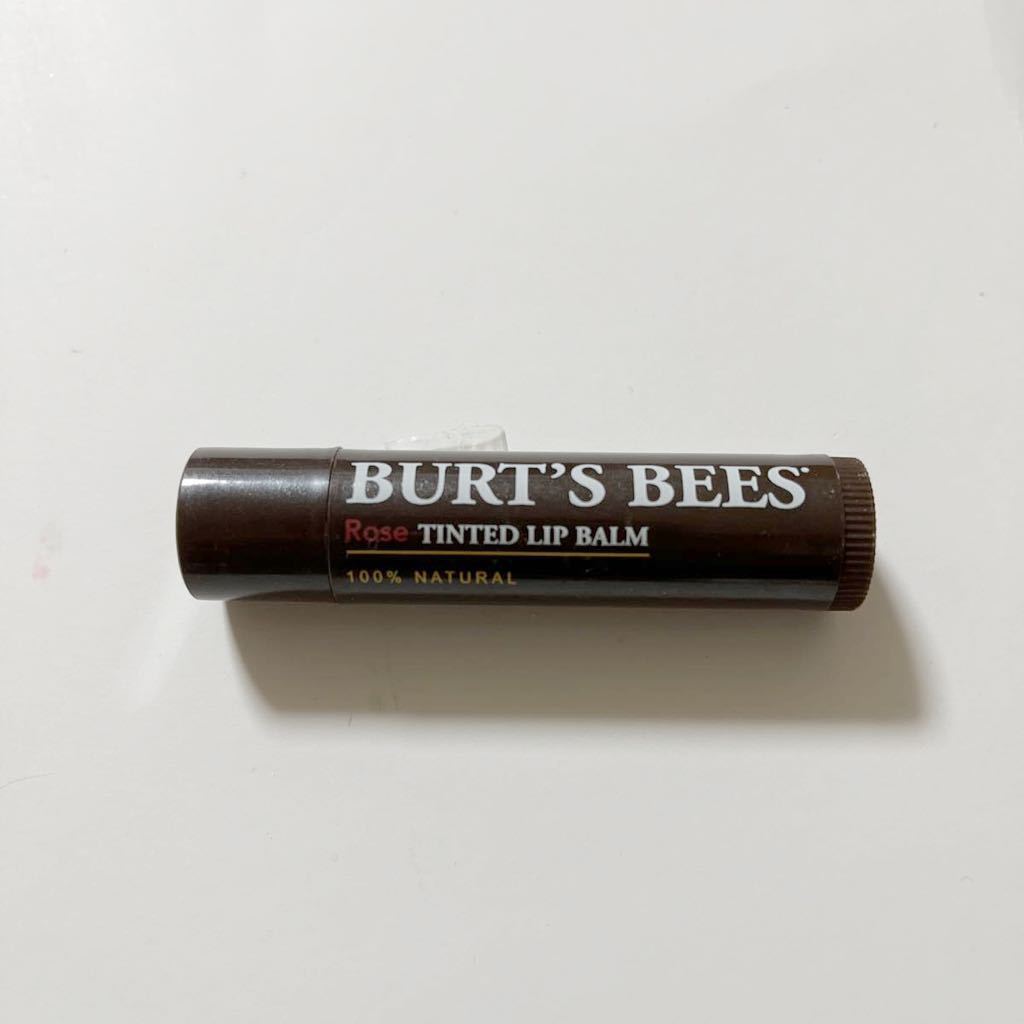 BURT'S BEES
Rose TINTED LIP BALM
100% NATURAL